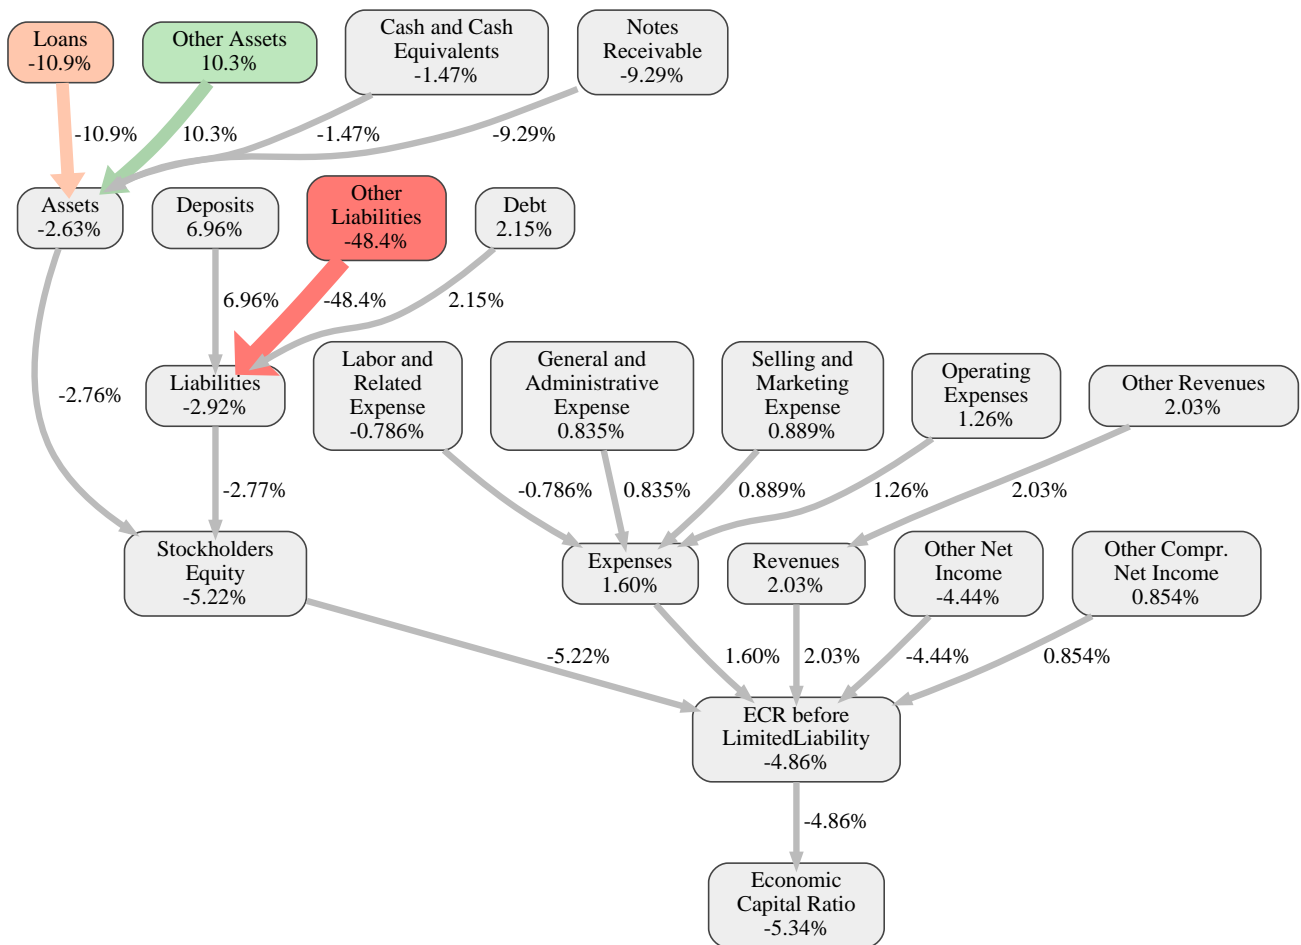 Loans
-10.9%
Other Assets
10.3%
Cash and Cash
Equivalents
-1.47%
Notes
Receivable
-9.29%
-10.9%
10.3%
-1.47%
-9.29%
Assets
-2.63%
Deposits
6.96%
Other
Liabilities
-48.4%
Debt
2.15%
6.96%
-48.4%
2.15%
-2.76%
Liabilities
-2.92%
Labor and
Related
Expense
-0.786%
General and
Administrative
Expense
0.835%
Selling and
Marketing
Expense
0.889%
Operating
Expenses
1.26%
Other Revenues
2.03%
-2.77%
-0.786%
0.835%
0.889%
1.26%
2.03%
Stockholders
Equity
-5.22%
Expenses
1.60%
Revenues
2.03%
Other Net
Income
-4.44%
Other Compr.
Net Income
0.854%
-5.22%
1.60%
2.03%
-4.44%
0.854%
ECR before
LimitedLiability
-4.86%
-4.86%
Economic
Capital Ratio
-5.34%